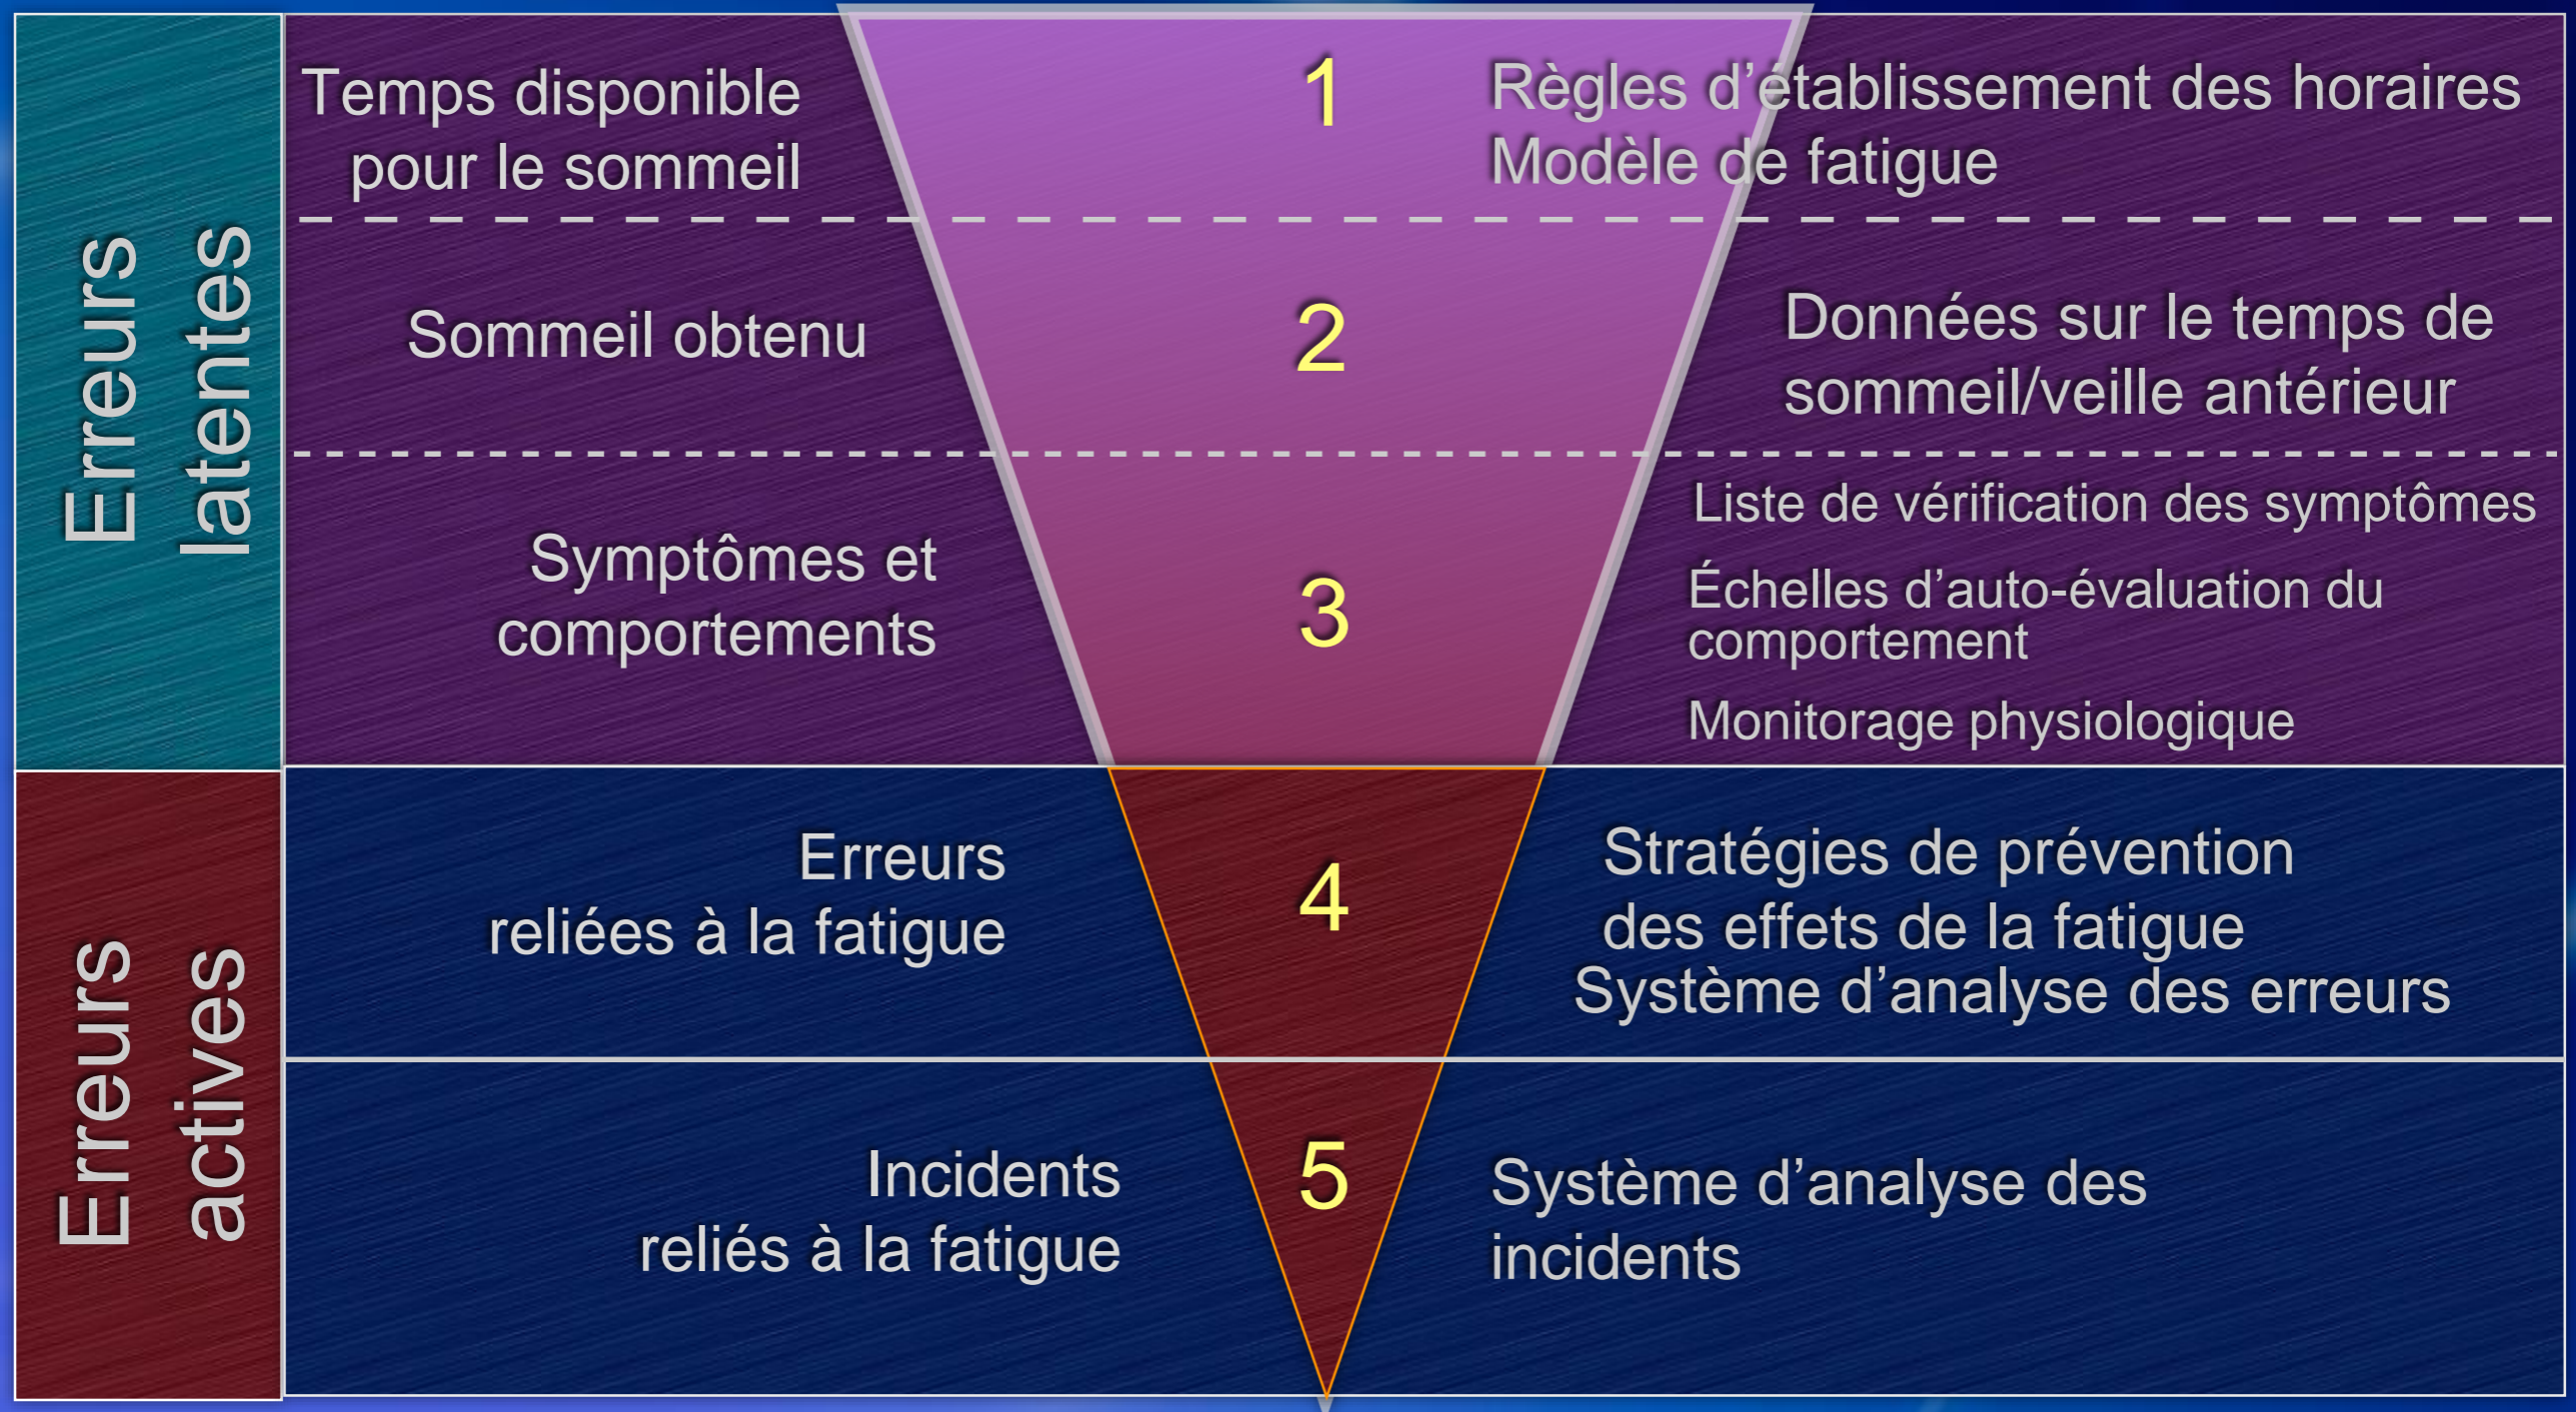 Erreurs
latentes
Temps disponible
pour le sommeil
1
Règles d’établissement des horaires
Modèle de fatigue
Sommeil obtenu
2
Données sur le temps de
sommeil/veille antérieur
Symptômes et
comportements
3
Liste de vérification des symptômes
Échelles d’auto-évaluation du
comportement
Monitorage physiologique
Erreurs
actives
Erreurs
reliées à la fatigue
4
Stratégies de prévention
des effets de la fatigue
Système d’analyse des erreurs
Incidents
reliés à la fatigue
5
Système d’analyse des
incidents